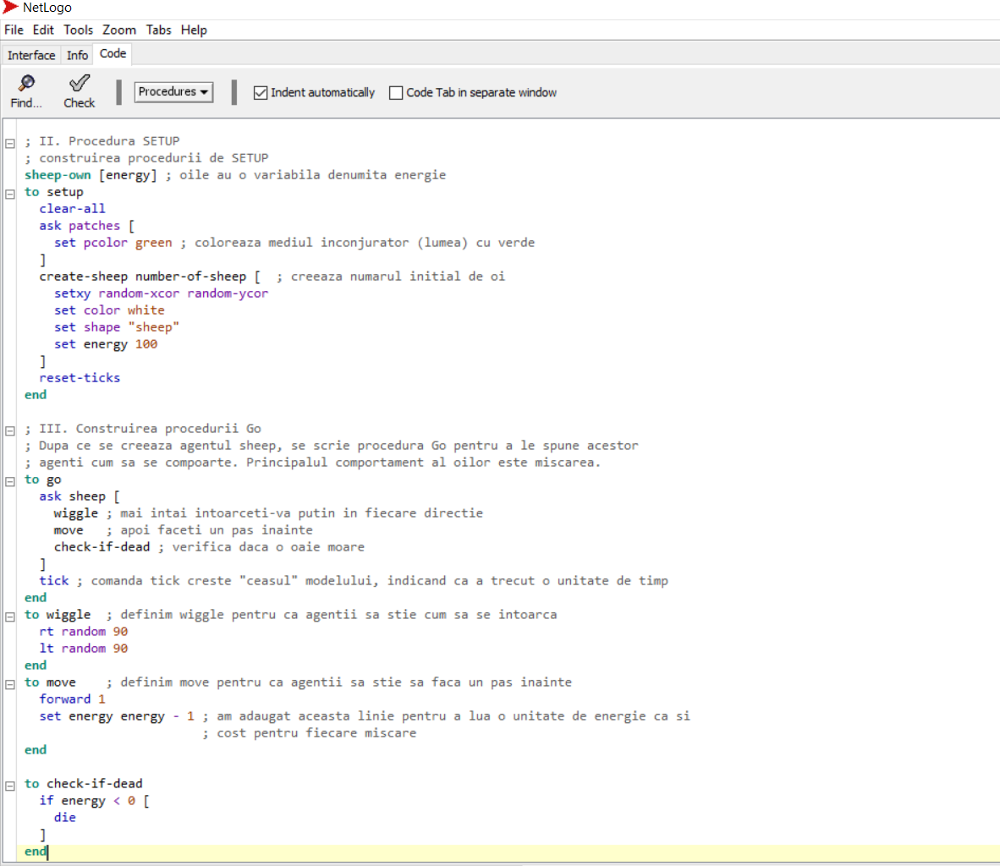 NetLogo
File Edit Tools Zoom Tabs Help
Interface Info Code
Find... Check Procedures Indent automatically Code Tab in separate window
; II. Procedura SETUP
; construirea procedurii de SETUP
sheep-own [energy] ; oile au o variabila denumita energie
to setup
  clear-all
  ask patches [
    set pcolor green ; coloreaza mediul inconjurator (lumea) cu verde
  ]
  create-sheep number-of-sheep [  ; creeaza numarul initial de oi
    setxy random-xcor random-ycor
    set color white
    set shape "sheep"
    set energy 100
  ]
  reset-ticks
end
; III. Construirea procedurii Go
; Dupa ce se creeaza agentul sheep, se scrie procedura Go pentru a le spune acestor
; agenti cum sa se compoarte. Principalul comportament al oilor este miscarea.
to go
  ask sheep [
    wiggle ; mai intai intoarceti-va putin in fiecare directie
    move   ; apoi faceti un pas inainte
    check-if-dead ; verifica daca o oaie moare
  ]
  tick ; comanda tick creste "ceasul" modelului, indicand ca a trecut o unitate de timp
end
to wiggle  ; definim wiggle pentru ca agentii sa stie cum sa se intoarca
  rt random 90
  lt random 90
end
to move    ; definim move pentru ca agentii sa stie sa faca un pas inainte
  forward 1
  set energy energy - 1 ; am adaugat aceasta linie pentru a lua o unitate de energie ca si
                        ; cost pentru fiecare miscare
end
to check-if-dead
  if energy < 0 [
    die
  ]
end